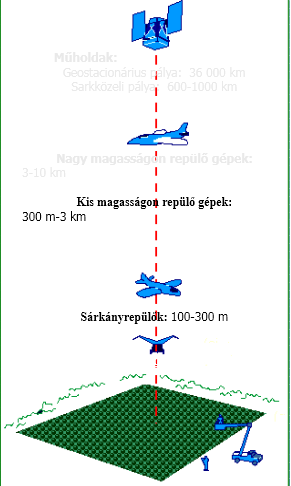 Műholdak:
Geostacionárius pálya: 36 000 km
Sarkközeli pálya: 600-1000 km
Nagy magasságon repülő gépek:
3-10 km
Kis magasságon repülő gépek:
300 m-3 km
Sárkányrepülők: 100-300 m